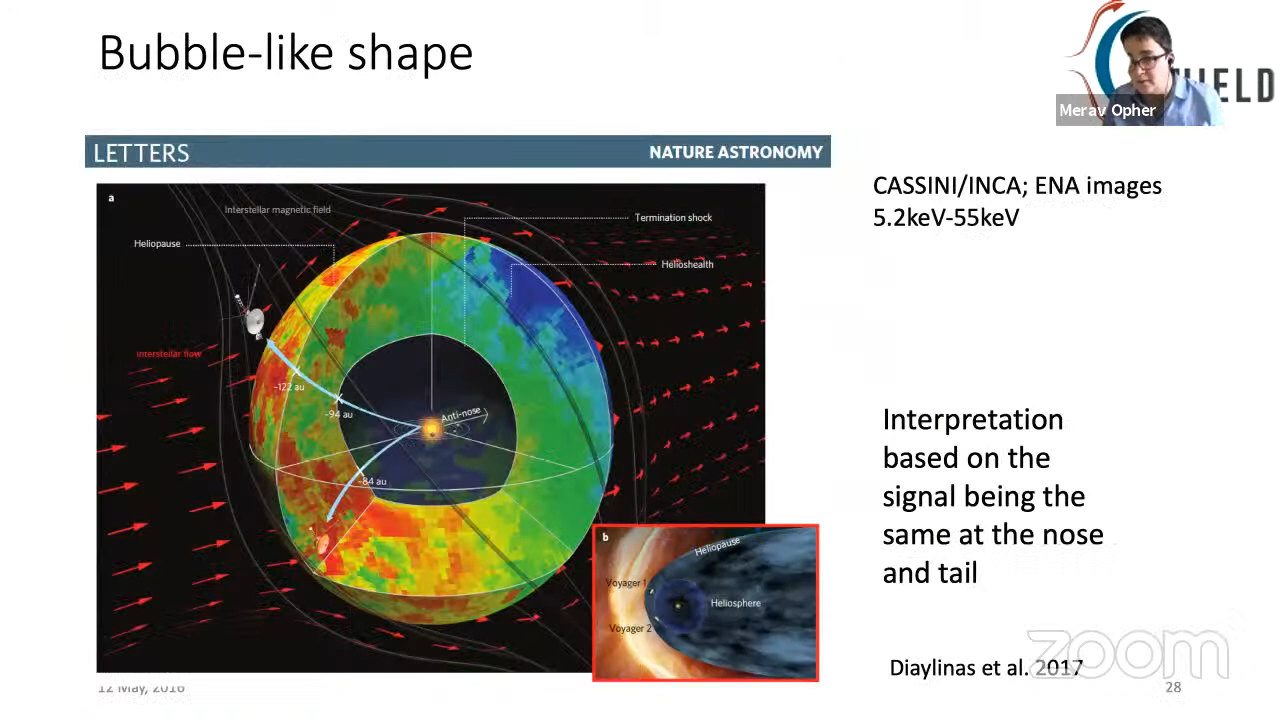 Bubble-like shape
HIELD
Merav Opher
LETTERS
NATURE ASTRONOMY
a
Interstellar magnetic field
Termination shock
Heliopause
Helioshealth
Interstellar flow
~122 au
~94 au
Anti-nose
~84 au
b
Heliopause
Voyager 1
Heliosphere
Voyager 2
CASSINI/INCA; ENA images
5.2keV-55keV
Interpretation
based on the
signal being the
same at the nose
and tail
Diaylinas et al. 2017
zoom
12 May, 2016
28